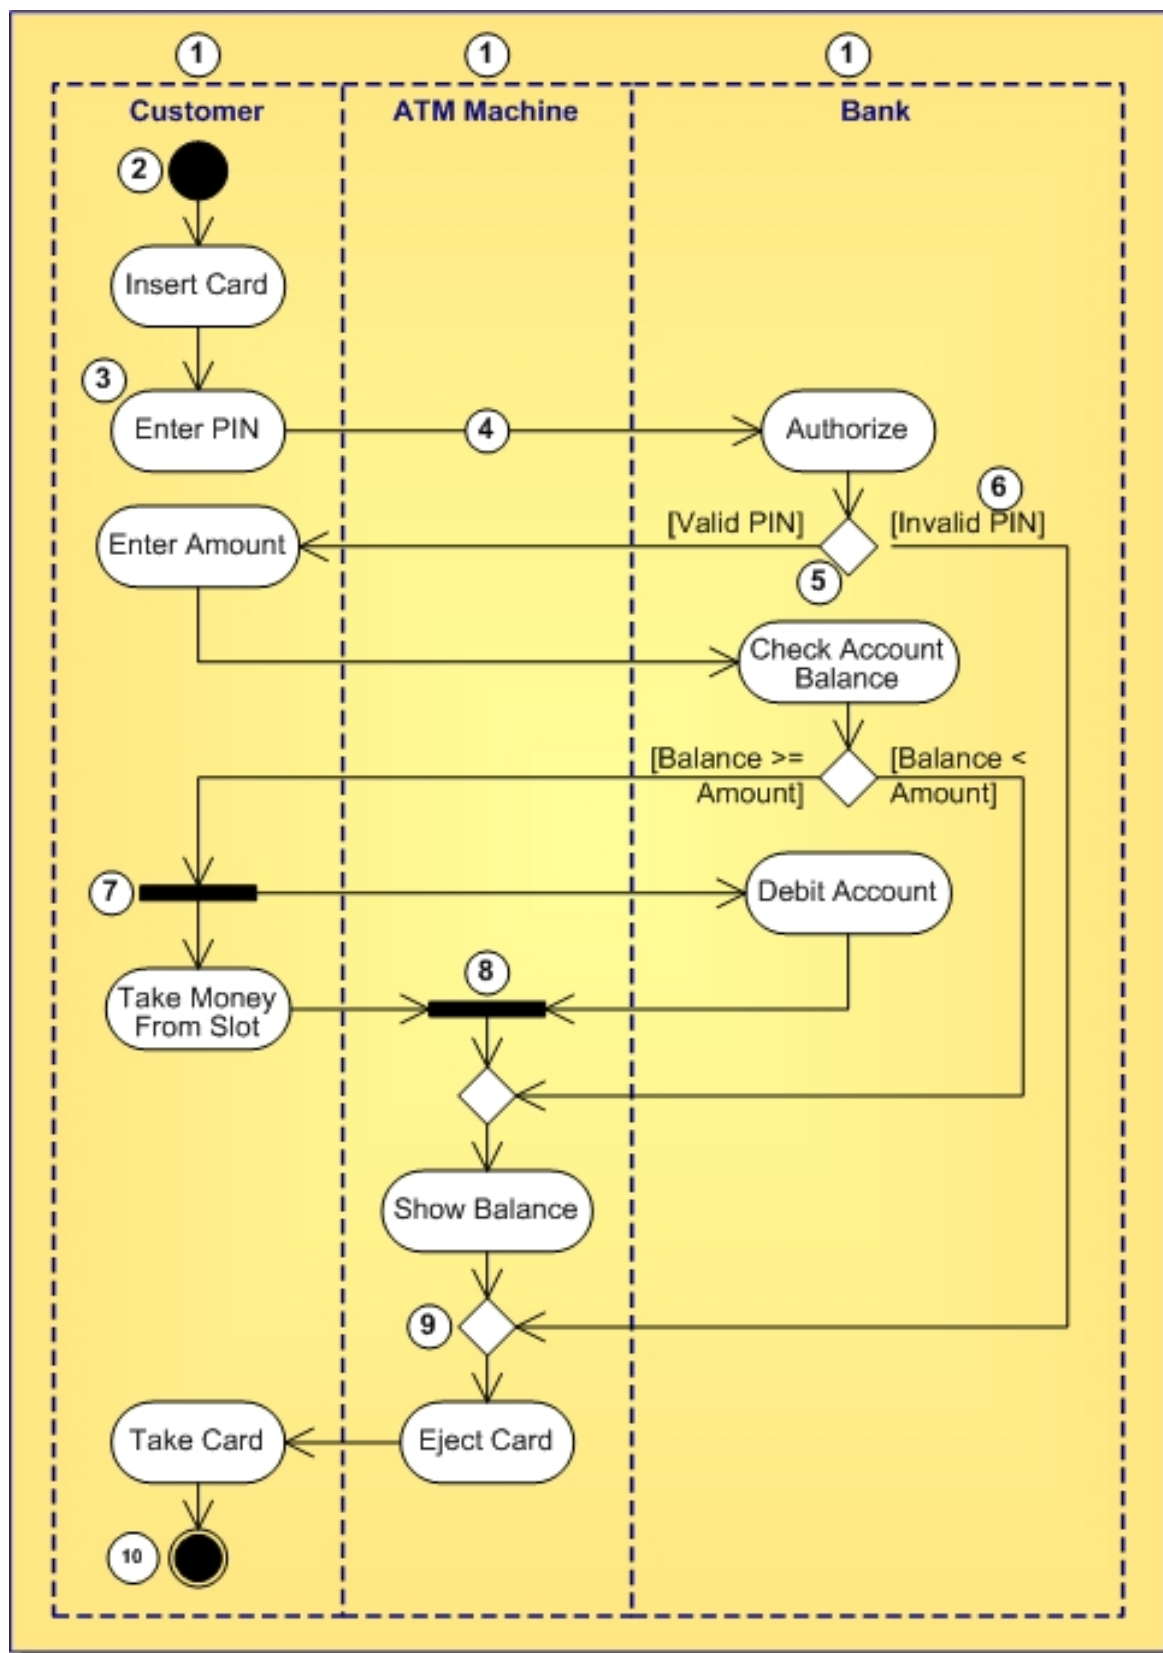 1
1
1
Customer
ATM Machine
Bank
2
Insert Card
3
Enter PIN
4
Authorize
6
[Valid PIN]
[Invalid PIN]
Enter Amount
5
Check Account
Balance
[Balance >=
Amount]
[Balance <
Amount]
7
Debit Account
8
Take Money
From Slot
Show Balance
9
Take Card
Eject Card
10